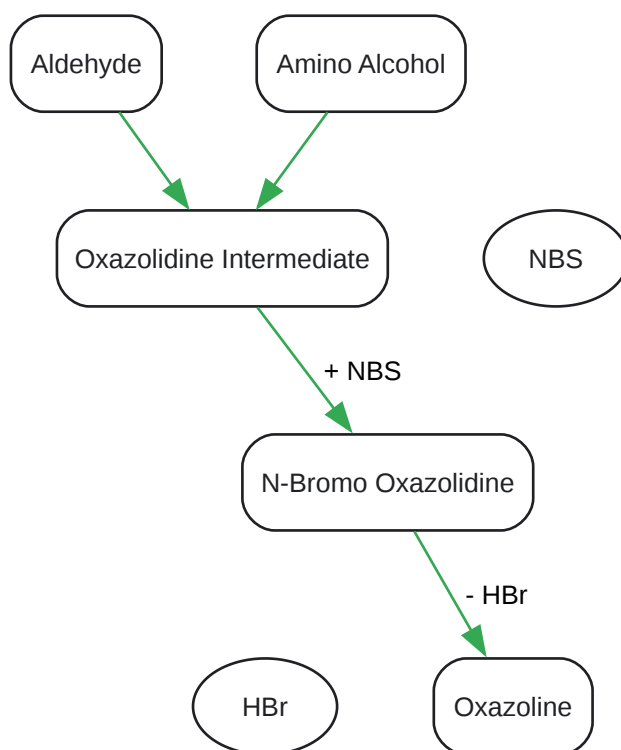 Aldehyde
Amino Alcohol
Oxazolidine Intermediate
NBS
+ NBS
N-Bromo Oxazolidine
- HBr
HBr
Oxazoline